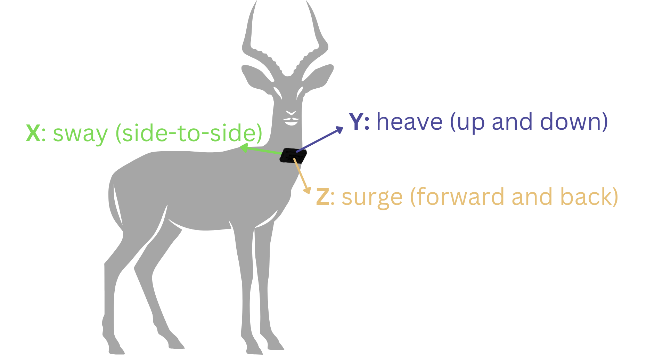 Y: heave (up and down)
X: sway (side-to-side)
Z: surge (forward and back)